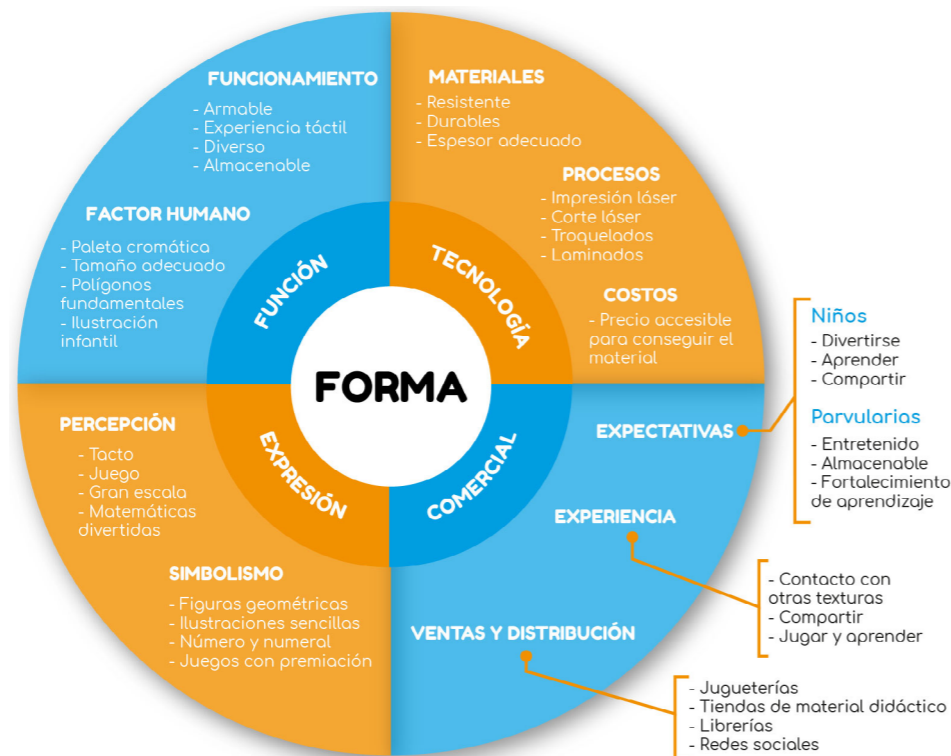 FUNCIONAMIENTO
- Armable
- Experiencia táctil
- Diverso
- Almacenable
FACTOR HUMANO
- Paleta cromática
- Tamaño adecuado
- Polígonos
fundamentales
- Ilustración
infantil
FUNCIÓN
MATERIALES
- Resistente
- Durables
- Espesor adecuado
PROCESOS
- Impresión láser
- Corte láser
- Troquelados
- Laminados
COSTOS
- Precio accesible
para conseguir el
material
TECNOLOGÍA
FORMA
PERCEPCIÓN
- Tacto
- Juego
- Gran escala
- Matemáticas
divertidas
SIMBOLISMO
- Figuras geométricas
- Ilustraciones sencillas
- Número y numeral
- Juegos con premiación
EXPRESIÓN
COMERCIAL
EXPECTATIVAS
Niños
- Divertirse
- Aprender
- Compartir
Parvularias
- Entretenido
- Almacenable
- Fortalecimiento
de aprendizaje
EXPERIENCIA
- Contacto con
otras texturas
- Compartir
- Jugar y aprender
VENTAS Y DISTRIBUCIÓN
- Jugueterías
- Tiendas de material didáctico
- Librerías
- Redes sociales